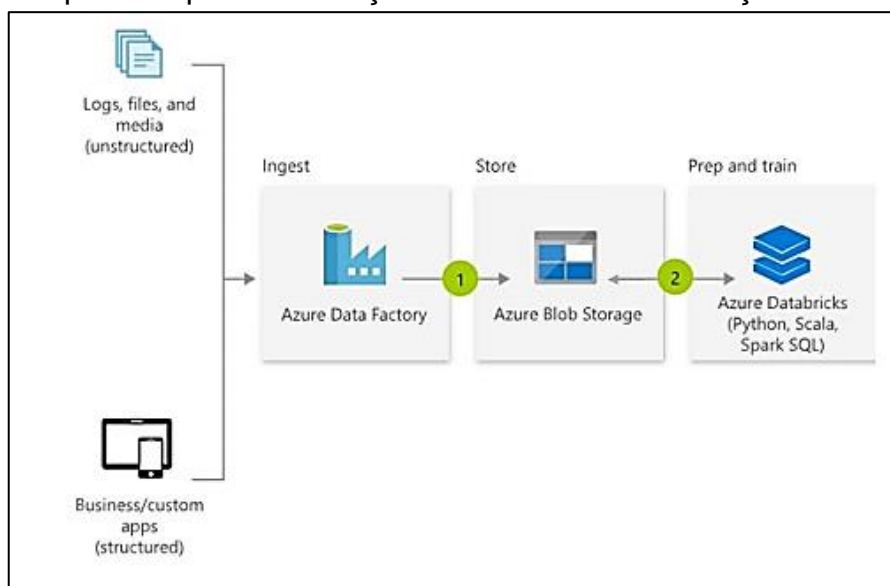 Logs, files, and
media
(unstructured)
Ingest
Store
Prep and train
Azure Data Factory
1
Azure Blob Storage
2
Azure Databricks
(Python, Scala,
Spark SQL)
Business/custom
apps
(structured)